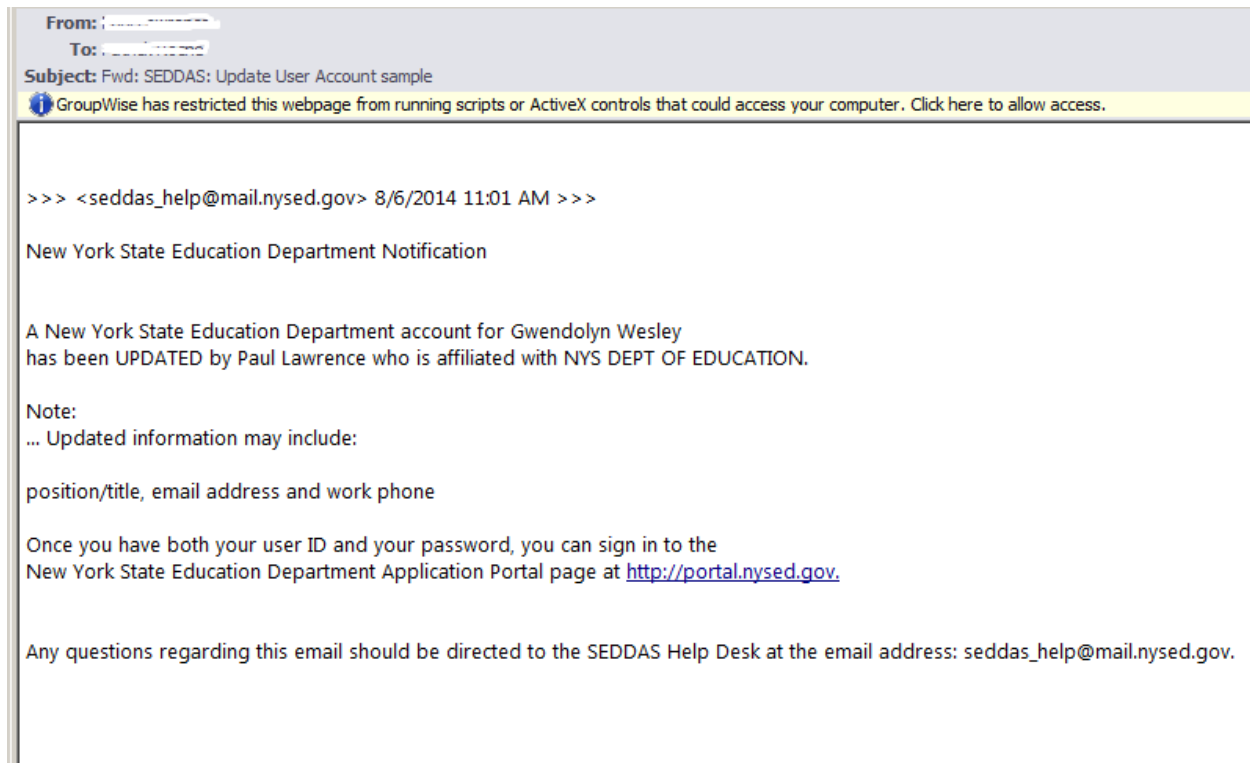 From:
To:
Subject: Fwd: SEDDAS: Update User Account sample
GroupWise has restricted this webpage from running scripts or ActiveX controls that could access your computer. Click here to allow access.
>>> <seddas_help@mail.nysed.gov> 8/6/2014 11:01 AM >>>
New York State Education Department Notification
A New York State Education Department account for Gwendolyn Wesley
has been UPDATED by Paul Lawrence who is affiliated with NYS DEPT OF EDUCATION.
Note:
... Updated information may include:
position/title, email address and work phone
Once you have both your user ID and your password, you can sign in to the
New York State Education Department Application Portal page at http://portal.nysed.gov.
Any questions regarding this email should be directed to the SEDDAS Help Desk at the email address: seddas_help@mail.nysed.gov.